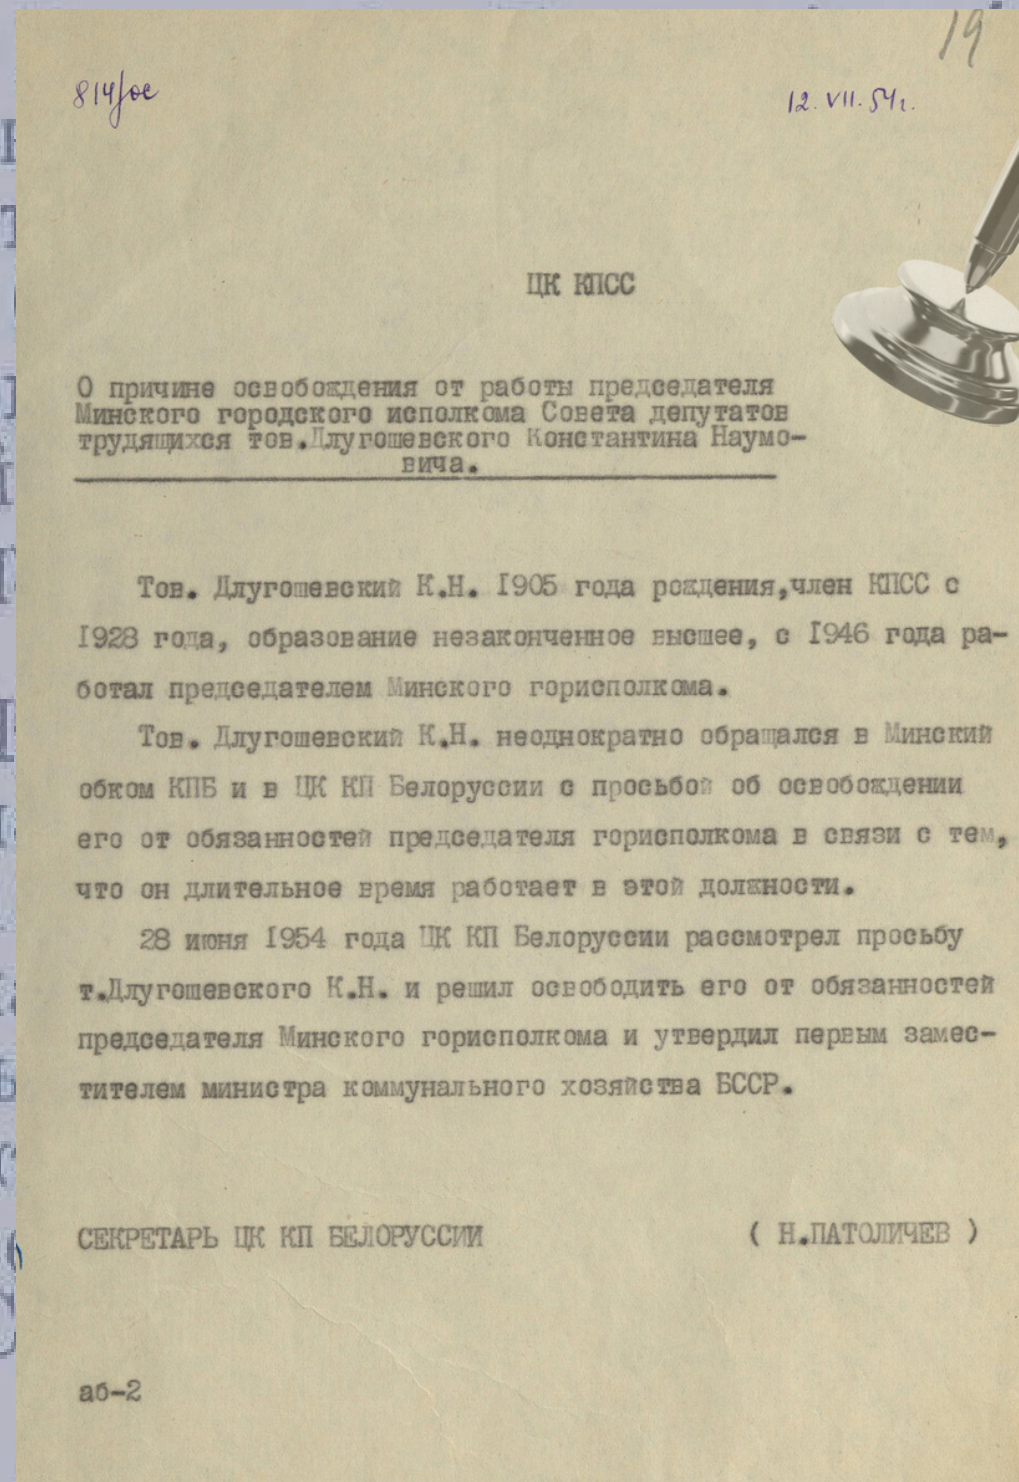 19
814/ос
12.VII.54г.
ЦК КПСС
О причине освобождения от работы председателя
Минского городского исполкома Совета депутатов
трудящихся тов.Длугошевского Константина Наумо-
вича.
Тов. Длугошевский К.Н. 1905 года рождения,член КПСС с
1928 года, образование незаконченное высшее, с 1946 года ра-
ботал председателем Минского горисполкома.
Тов. Длугошевский К.Н. неоднократно обращался в Минский
обком КПБ и в ЦК КП Белоруссии с просьбой об освобождении
его от обязанностей председателя горисполкома в связи с тем,
что он длительное время работает в этой должности.
28 июня 1954 года ЦК КП Белоруссии рассмотрел просьбу
т.Длугошевского К.Н. и решил освободить его от обязанностей
председателя Минского горисполкома и утвердил первым замес-
тителем министра коммунального хозяйства БССР.
СЕКРЕТАРЬ ЦК КП БЕЛОРУССИИ ( Н.ПАТОЛИЧЕВ )
аб-2